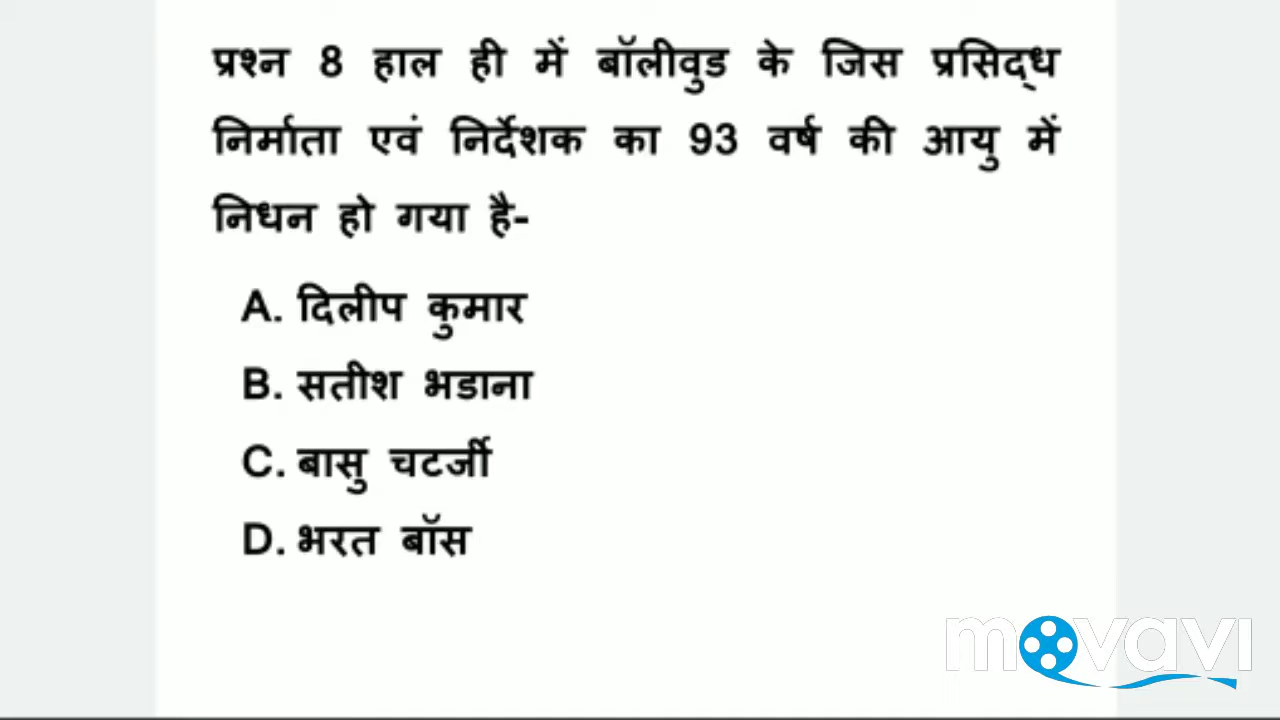 प्रश्न 8 हाल ही में बॉलीवुड के जिस प्रसिद्ध
निर्माता एवं निर्देशक का 93 वर्ष की आयु में
निधन हो गया है-
A. दिलीप कुमार
B. सतीश भडाना
C. बासु चटर्जी
D. भरत बॉस
movavi